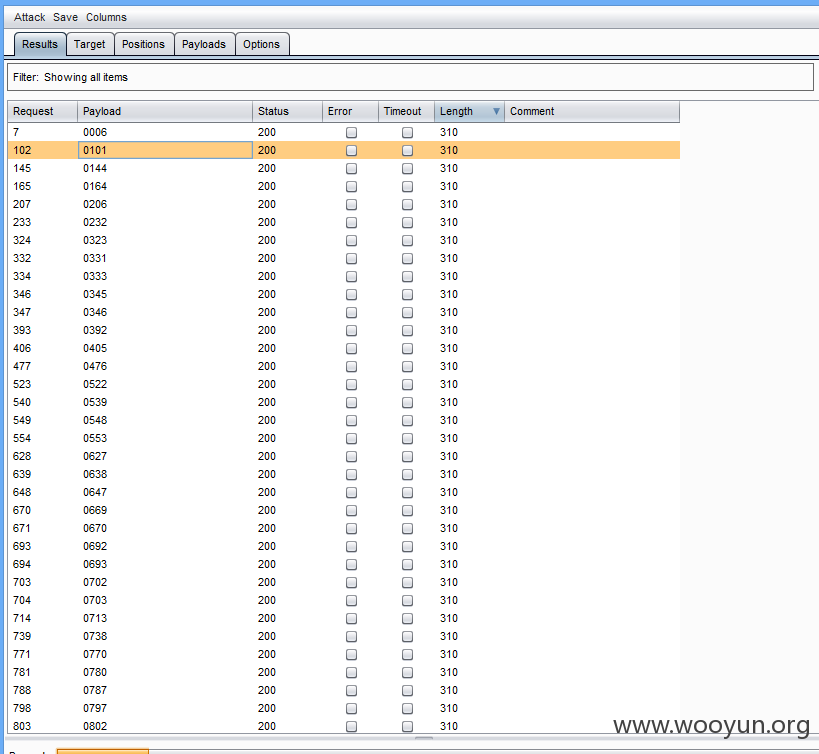 Attack Save Columns
Results Target Positions Payloads Options
Filter: Showing all items
Request Payload Status Error Timeout Length Comment
7 0006 200 310
102 0101 200 310
145 0144 200 310
165 0164 200 310
207 0206 200 310
233 0232 200 310
324 0323 200 310
332 0331 200 310
334 0333 200 310
346 0345 200 310
347 0346 200 310
393 0392 200 310
406 0405 200 310
477 0476 200 310
523 0522 200 310
540 0539 200 310
549 0548 200 310
554 0553 200 310
628 0627 200 310
639 0638 200 310
648 0647 200 310
670 0669 200 310
671 0670 200 310
693 0692 200 310
694 0693 200 310
703 0702 200 310
704 0703 200 310
714 0713 200 310
739 0738 200 310
771 0770 200 310
781 0780 200 310
788 0787 200 310
798 0797 200 310
803 0802 200 310
www.wooyun.org